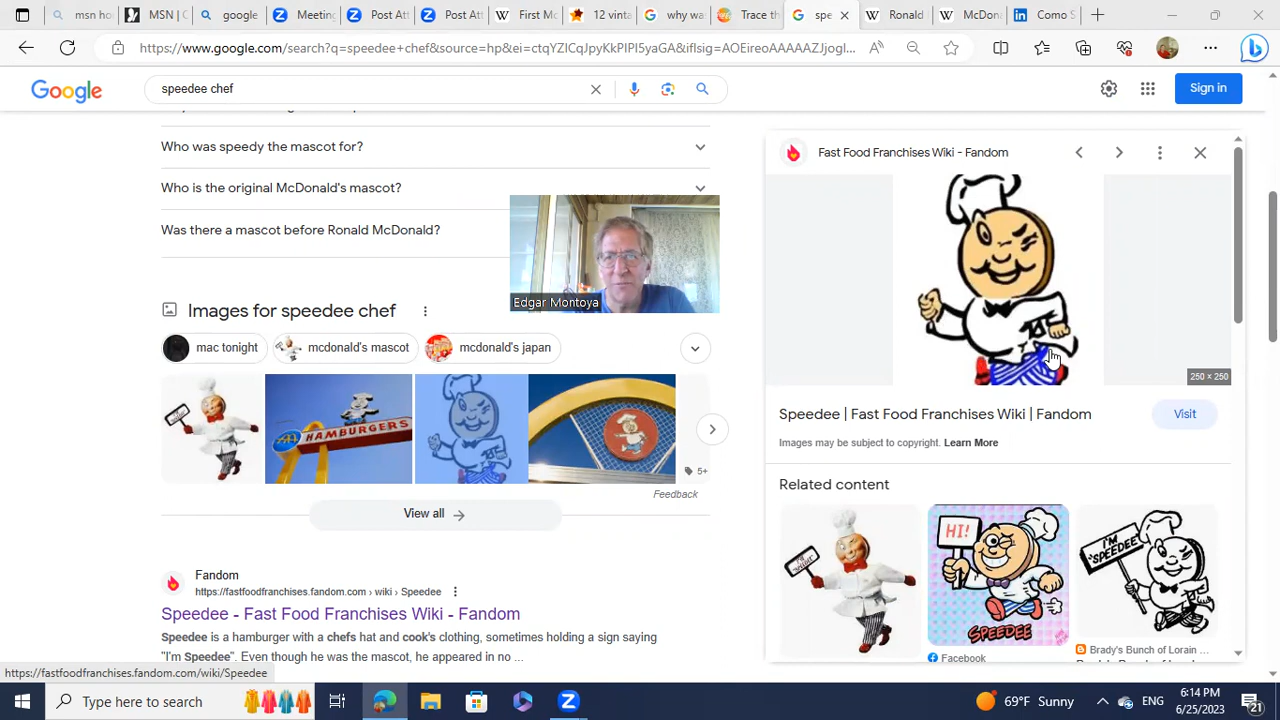 msn ho
MSN | C
google
Meeting
Post Att
Post Att
First Mc
12 vinta
why wa
Trace th
spe
Ronald
McDon
Como S
https://www.google.com/search?q=speedee+chef&source=hp&ei=ctqYZICqJpyKkPIPI5yaGA&iflsig=AOEireoAAAAAZJjogl...
Google
speedee chef
Sign in
Who was speedy the mascot for?
Who is the original McDonald's mascot?
Was there a mascot before Ronald McDonald?
Edgar Montoya
Images for speedee chef
mac tonight
mcdonald's mascot
mcdonald's japan
HAMBURGERS
5+
Feedback
View all
Fandom
https://fastfoodfranchises.fandom.com › wiki › Speedee
Speedee - Fast Food Franchises Wiki - Fandom
Speedee is a hamburger with a chefs hat and cook's clothing, sometimes holding a sign saying
"I'm Speedee". Even though he was the mascot, he appeared in no ...
https://fastfoodfranchises.fandom.com/wiki/Speedee
Fast Food Franchises Wiki - Fandom
250 × 250
Speedee | Fast Food Franchises Wiki | Fandom
Visit
Images may be subject to copyright. Learn More
Related content
HI!
SPEEDEE
I'M
SPEEDEE
Facebook
Brady's Bunch of Lorain ...
Type here to search
69°F Sunny
ENG
6:14 PM
6/25/2023
21